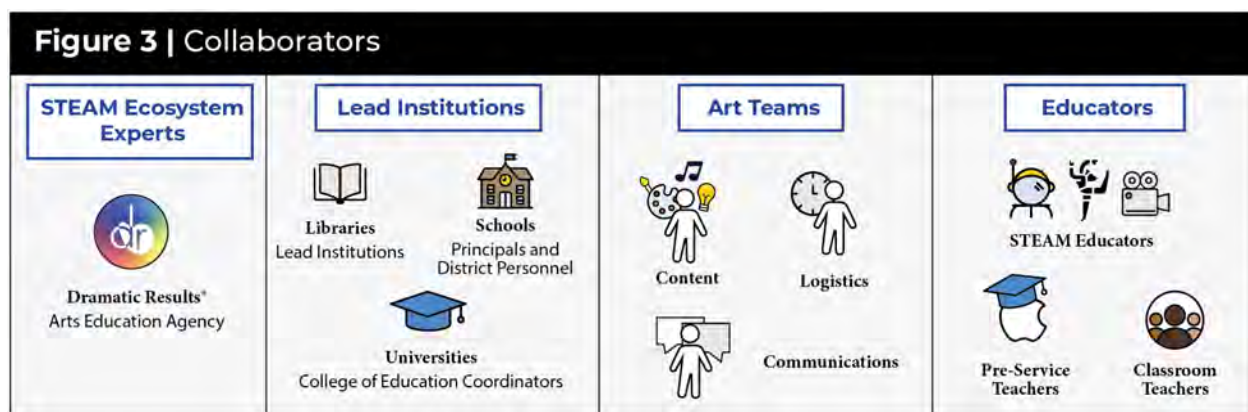 Figure 3 | Collaborators
STEAM Ecosystem
Experts
dr
Dramatic Results®
Arts Education Agency
Lead Institutions
Libraries
Lead Institutions
Schools
Principals and
District Personnel
Universities
College of Education Coordinators
Art Teams
Content
Logistics
Communications
Educators
STEAM Educators
Pre-Service
Teachers
Classroom
Teachers